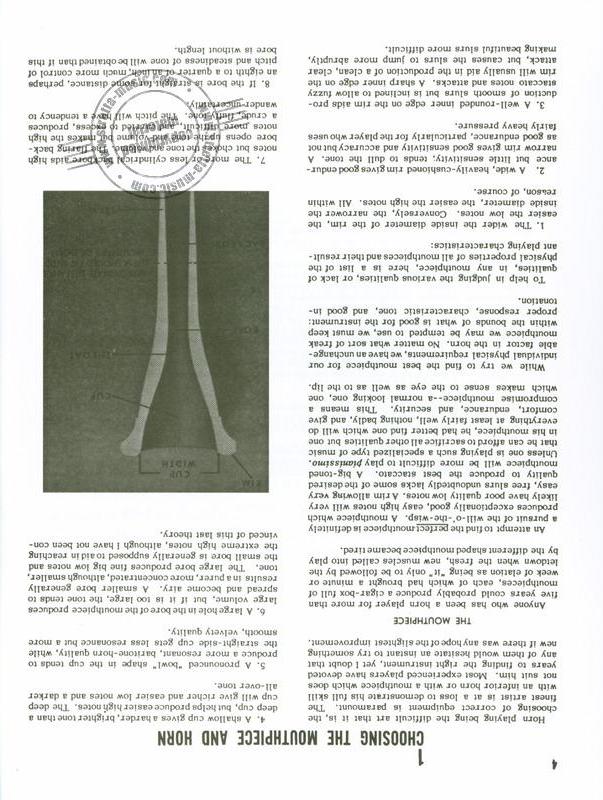 4
1
CHOOSING THE MOUTHPIECE AND HORN
Horn playing being the difficult art that it is, the
choosing of correct equipment is paramount. The
finest artist is at a loss to demonstrate his full skill
with an inferior horn or with a mouthpiece which does
not suit him. Most experienced players have devoted
years to finding the right instrument, yet I doubt that
any of them would hesitate an instant to try something
new if there was any hope of the slightest improvement.
THE MOUTHPIECE
Anyone who has been a horn player for more than
five years could probably produce a cigar-box full of
mouthpieces, each of which had brought a minute or
week of elation as being "it" only to be followed by the
letdown when the fresh, new muscles called into play
by the different shaped mouthpiece became tired.
An attempt to find the perfect mouthpiece is definitely
a pursuit of the will-o'-the-wisp. A mouthpiece which
produces exceptionally good, easy high notes will very
likely have poor quality low notes. A rim allowing very
easy, free slurs undoubtedly lacks some of the desired
quality to produce the best staccato. A big-toned
mouthpiece will be more difficult to play pianissimo.
Unless one is playing such a specialized type of music
that he can afford to sacrifice all other qualities but one
in his mouthpiece, he had better find one which will do
everything at least fairly well, nothing badly, and give
comfort, endurance, and security. This means a
compromise mouthpiece--a normal looking one, one
which makes sense to the eye as well as to the lip.
While we try to find the best mouthpiece for our
individual physical requirements, we have an unchange-
able factor in the horn. No matter what sort of freak
mouthpiece we may be tempted to use, we must keep
within the bounds of what is good for the instrument:
proper response, characteristic tone, and good in-
tonation.
To help in judging the various qualities, or lack of
qualities, in any mouthpiece, here is a list of the
physical properties of all mouthpieces and their result-
ant playing characteristics:
1. The wider the inside diameter of the rim, the
easier the low notes. Conversely, the narrower the
inside diameter, the easier the high notes. All within
reason, of course.
2. A wide, heavily-cushioned rim gives good endur-
ance but little sensitivity, tends to dull the tone. A
narrow rim gives good sensitivity and accuracy but not
as good endurance, particularly for the player who uses
fairly heavy pressure.
3. A well-rounded inner edge on the rim aids pro-
duction of smooth slurs but is inclined to allow fuzzy
staccato notes and attacks. A sharp inner edge on the
rim will usually aid in the production of a clean, clear
attack, but causes the slurs to jump more abruptly,
making beautiful slurs more difficult.
4. A shallow cup gives a harder, brighter tone than a
deep cup, but helps produce easier high notes. The deep
cup will give richer and easier low notes and a darker
all-over tone.
5. A pronounced "bowl" shape in the cup tends to
produce a more resonant, baritone-horn quality while
the straight-side cup gets less resonance but a more
smooth, velvety quality.
6. A large hole in the bore of the mouthpiece produces
large volume, but if it is too large, the tone tends to
spread and become airy. A smaller bore generally
results in a purer, more concentrated, although smaller,
tone. The large bore produces fine big low notes and
the small bore is generally supposed to aid in reaching
the extreme high notes, although I have not been con-
vinced of this last theory.
RIM
CUP
WIDTH
CUP
THROAT
BORE
7. The more or less cylindrical backbore aids high
notes but chokes the tone and volume. The flaring back-
bore opens up the tone and volume but makes the high
notes more difficult, and carried to excess, produces
a crude, fluffy tone. The pitch will have a tendency to
wander uncertainly.
8. If the bore is straight for some distance, perhaps
an eighth to a quarter of an inch, much more control of
pitch and steadiness of tone will be obtained than if this
bore is without length.